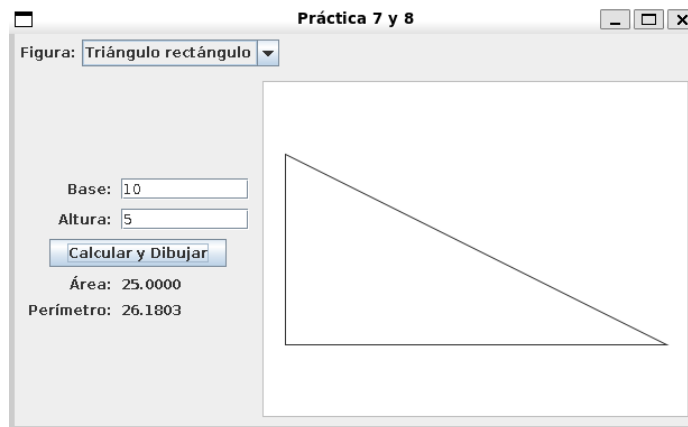 Práctica 7 y 8
Figura: Triángulo rectángulo
Base: 10
Altura: 5
Calcular y Dibujar
Área: 25.0000
Perímetro: 26.1803